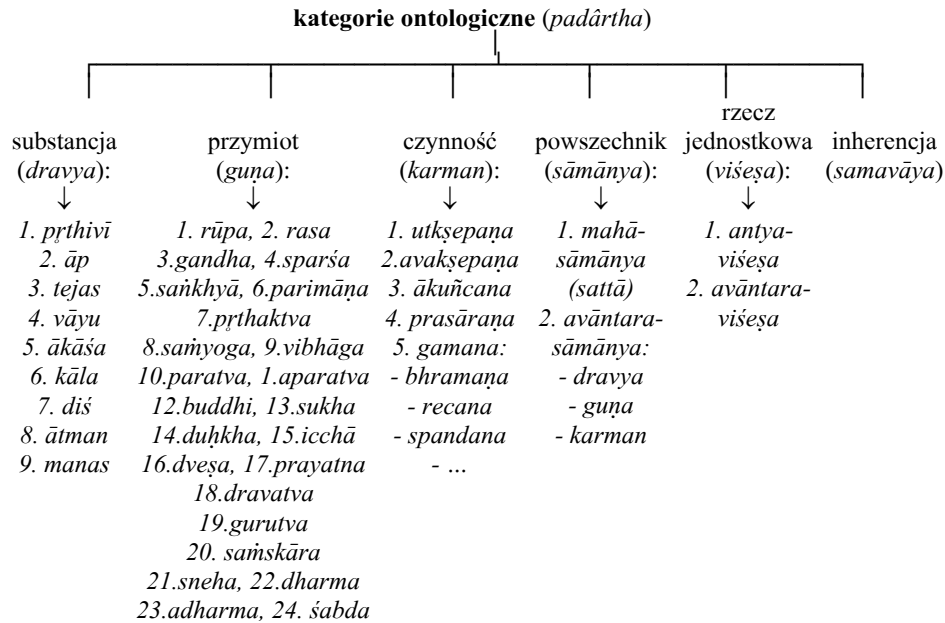 kategorie ontologiczne (padârtha)
substancja
(dravya):
↓
1. pr̥thivī
2. āp
3. tejas
4. vāyu
5. ākāśa
6. kāla
7. diś
8. ātman
9. manas
przymiot
(guṇa):
↓
1. rūpa, 2. rasa
3.gandha, 4.sparśa
5.saṅkhyā, 6.parimāṇa
7.pr̥thaktva
8.saṁyoga, 9.vibhāga
10.paratva, 1.aparatva
12.buddhi, 13.sukha
14.duḥkha, 15.icchā
16.dveṣa, 17.prayatna
18.dravatva
19.gurutva
20. saṁskāra
21.sneha, 22.dharma
23.adharma, 24. śabda
czynność
(karman):
↓
1. utkṣepaṇa
2.avakṣepaṇa
3. ākuñcana
4. prasāraṇa
5. gamana:
- bhramaṇa
- recana
- spandana
- ...
powszechnik
(sāmānya):
↓
1. mahā-
sāmānya
(sattā)
2. avāntara-
sāmānya:
- dravya
- guṇa
- karman
rzecz
jednostkowa
(viśeṣa):
↓
1. antya-
viśeṣa
2. avāntara-
viśeṣa
inherencja
(samavāya)